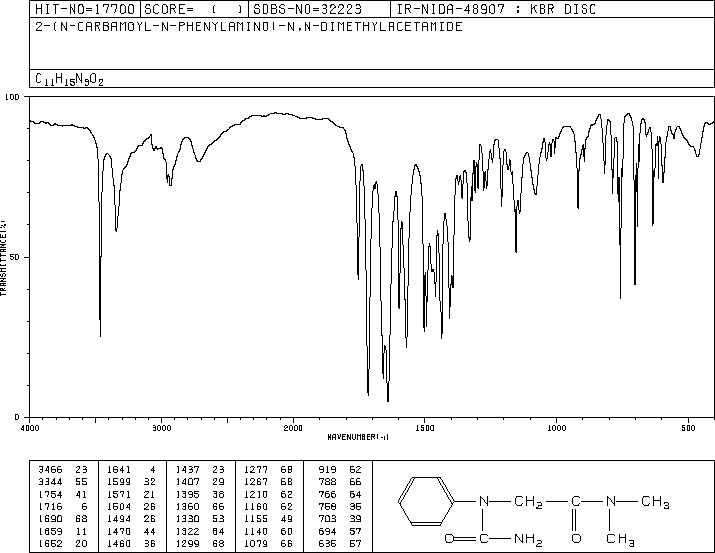 HIT-NO=17700 SCORE= ( ) SDBS-NO=32223 IR-NIDA-48907 : KBR DISC
2-(N-CARBAMOYL-N-PHENYLAMINO)-N,N-DIMETHYLACETAMIDE
C11H15N3O2
100
50
0
TRANSMITTANCE(%)
4000 3000 2000 1500 1000 500
WAVENUMBER(-1)
3466 23 1641 4 1437 23 1277 68 919 62
3344 55 1599 32 1407 29 1267 68 788 66
1754 41 1571 21 1395 38 1210 62 766 64
1716 6 1504 26 1360 66 1160 62 758 35
1690 68 1494 26 1330 53 1155 49 703 39
1659 11 1470 44 1322 84 1140 60 694 57
1652 20 1460 36 1299 68 1079 66 635 57
N CH2 C N CH3
O C NH2 O CH3